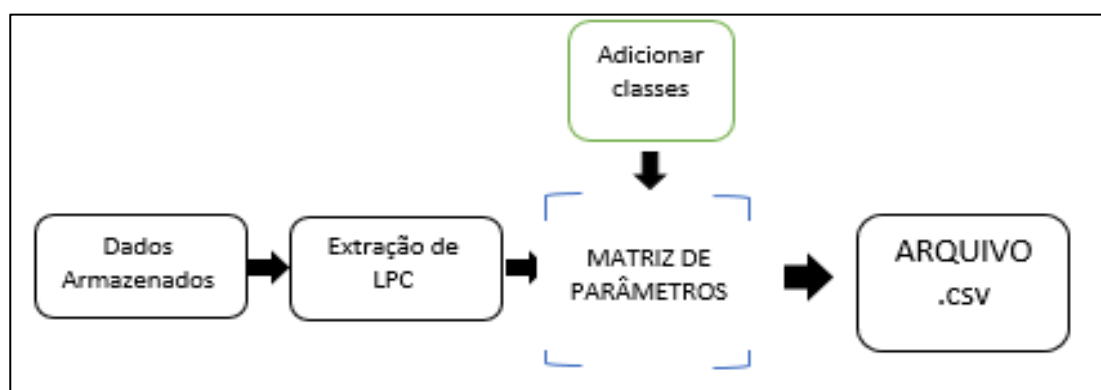 Adicionar
classes
Dados
Armazenados
Extração de
LPC
MATRIZ DE
PARÂMETROS
ARQUIVO
.csv